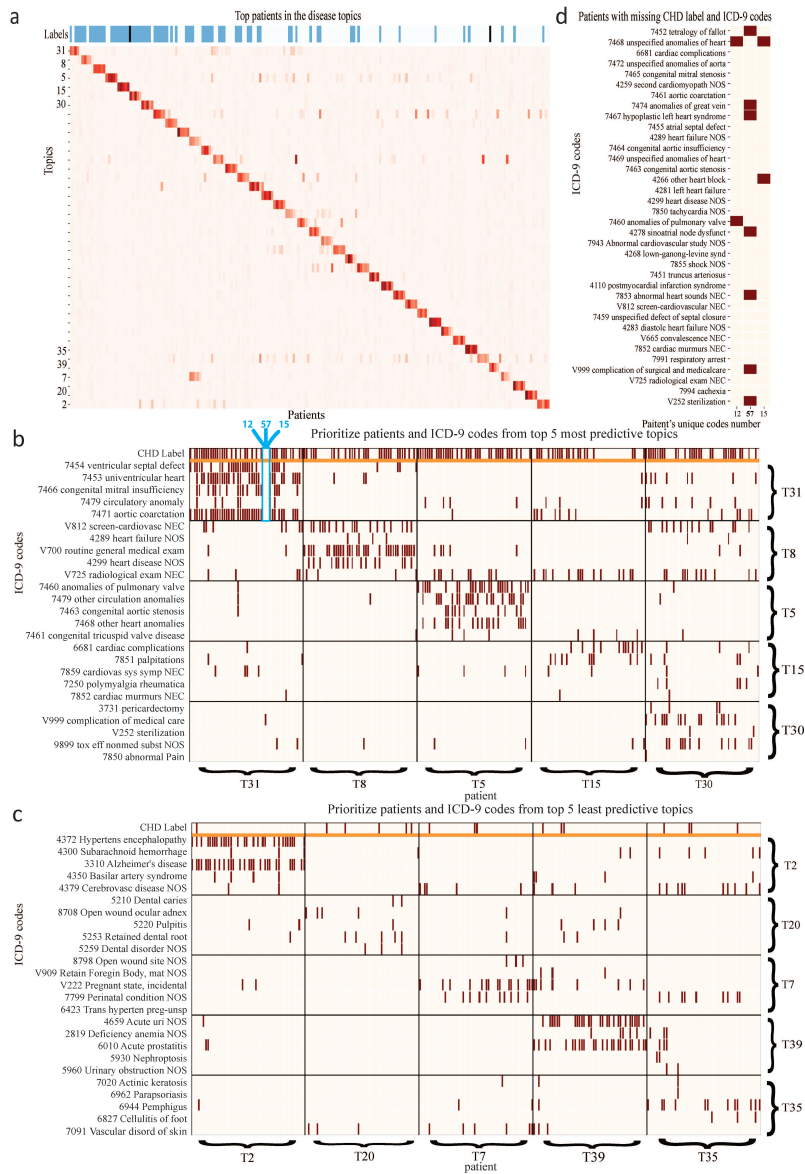 a
Top patients in the disease topics
Labels
31
8
5
15
30
35
39
7
20
2
Topics
Patients
d
Patients with missing CHD label and ICD-9 codes
7452 tetralogy of fallot
7468 unspecified anomalies of heart
6681 cardiac complications
7472 unspecified anomalies of aorta
7465 congenital mitral stenosis
4259 second cardiomyopath NOS
7461 aortic coarctation
7474 anomalies of great vein
7467 hypoplastic left heart syndrome
7455 atrial septal defect
4289 heart failure NOS
7464 congenital aortic insufficiency
7469 unspecified anomalies of heart
7463 congenital aortic stenosis
4266 other heart block
4281 left heart failure
4299 heart disease NOS
7850 tachycardia NOS
7460 anomalies of pulmonary valve
4278 sinoatrial node dysfunct
7943 Abnormal cardiovascular study NOS
4268 lown-ganong-levine synd
7855 shock NOS
7451 truncus arteriosus
4110 postmyocardial infarction syndrome
7853 abnormal heart sounds NEC
V812 screen-cardiovascular NEC
7459 unspecified defect of septal closure
4283 diastolc heart failure NOS
V665 convalescence NEC
7852 cardiac murmurs NEC
7991 respiratory arrest
V999 complication of surgical and medicalcare
V725 radiological exam NEC
7994 cachexia
V252 sterilization
ICD-9 codes
12 57 15
Paitent's unique codes number
b
12 57 15
Prioritize patients and ICD-9 codes from top 5 most predictive topics
CHD Label
7454 ventricular septal defect
7453 univentricular heart
7466 congenital mitral insufficiency
7479 circulatory anomaly
7471 aortic coarctation
V812 screen-cardiovasc NEC
4289 heart failure NOS
V700 routine general medical exam
4299 heart disease NOS
V725 radiological exam NEC
7460 anomalies of pulmonary valve
7479 other circulation anomalies
7463 congenital aortic stenosis
7468 other heart anomalies
7461 congenital tricuspid valve disease
6681 cardiac complications
7851 palpitations
7859 cardiovas sys symp NEC
7250 polymyalgia rheumatica
7852 cardiac murmurs NEC
3731 pericardectomy
V999 complication of medical care
V252 sterilization
9899 tox eff nonmed subst NOS
7850 abnormal Pain
ICD-9 codes
T31
T8
T5
T15
T30
T31 T8 T5 T15 T30
patient
c
Prioritize patients and ICD-9 codes from top 5 least predictive topics
CHD Label
4372 Hypertens encephalopathy
4300 Subarachnoid hemorrhage
3310 Alzheimer's disease
4350 Basilar artery syndrome
4379 Cerebrovasc disease NOS
5210 Dental caries
8708 Open wound ocular adnex
5220 Pulpitis
5253 Retained dental root
5259 Dental disorder NOS
8798 Open wound site NOS
V909 Retain Foregin Body, mat NOS
V222 Pregnant state, incidental
7799 Perinatal condition NOS
6423 Trans hyperten preg-unsp
4659 Acute uri NOS
2819 Deficiency anemia NOS
6010 Acute prostatitis
5930 Nephroptosis
5960 Urinary obstruction NOS
7020 Actinic keratosis
6962 Parapsoriasis
6944 Pemphigus
6827 Cellulitis of foot
7091 Vascular disord of skin
ICD-9 codes
T2
T20
T7
T39
T35
T2 T20 T7 T39 T35
patient